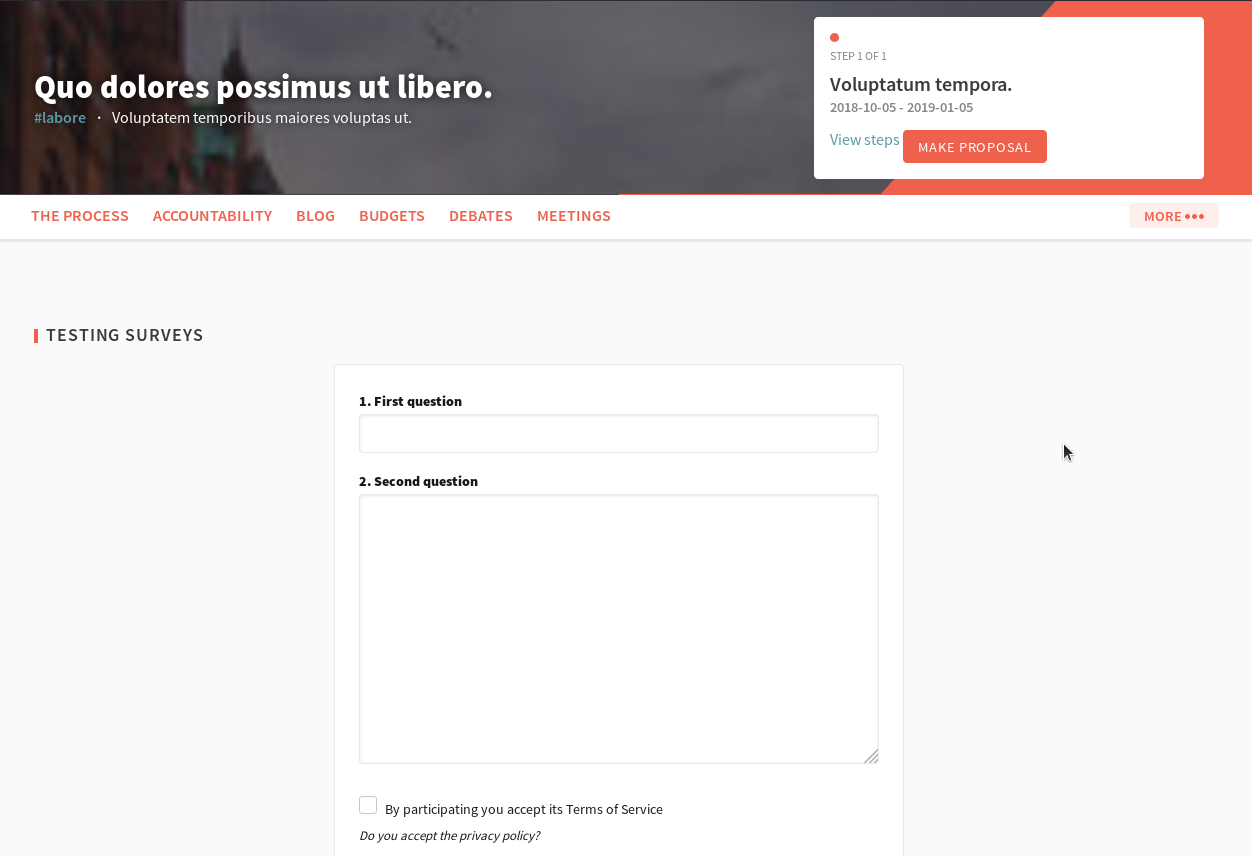 Quo dolores possimus ut libero.
#labore · Voluptatem temporibus maiores voluptas ut.
STEP 1 OF 1
Voluptatum tempora.
2018-10-05 - 2019-01-05
View steps MAKE PROPOSAL
THE PROCESS ACCOUNTABILITY BLOG BUDGETS DEBATES MEETINGS MORE •••
TESTING SURVEYS
1. First question
2. Second question
By participating you accept its Terms of Service
Do you accept the privacy policy?